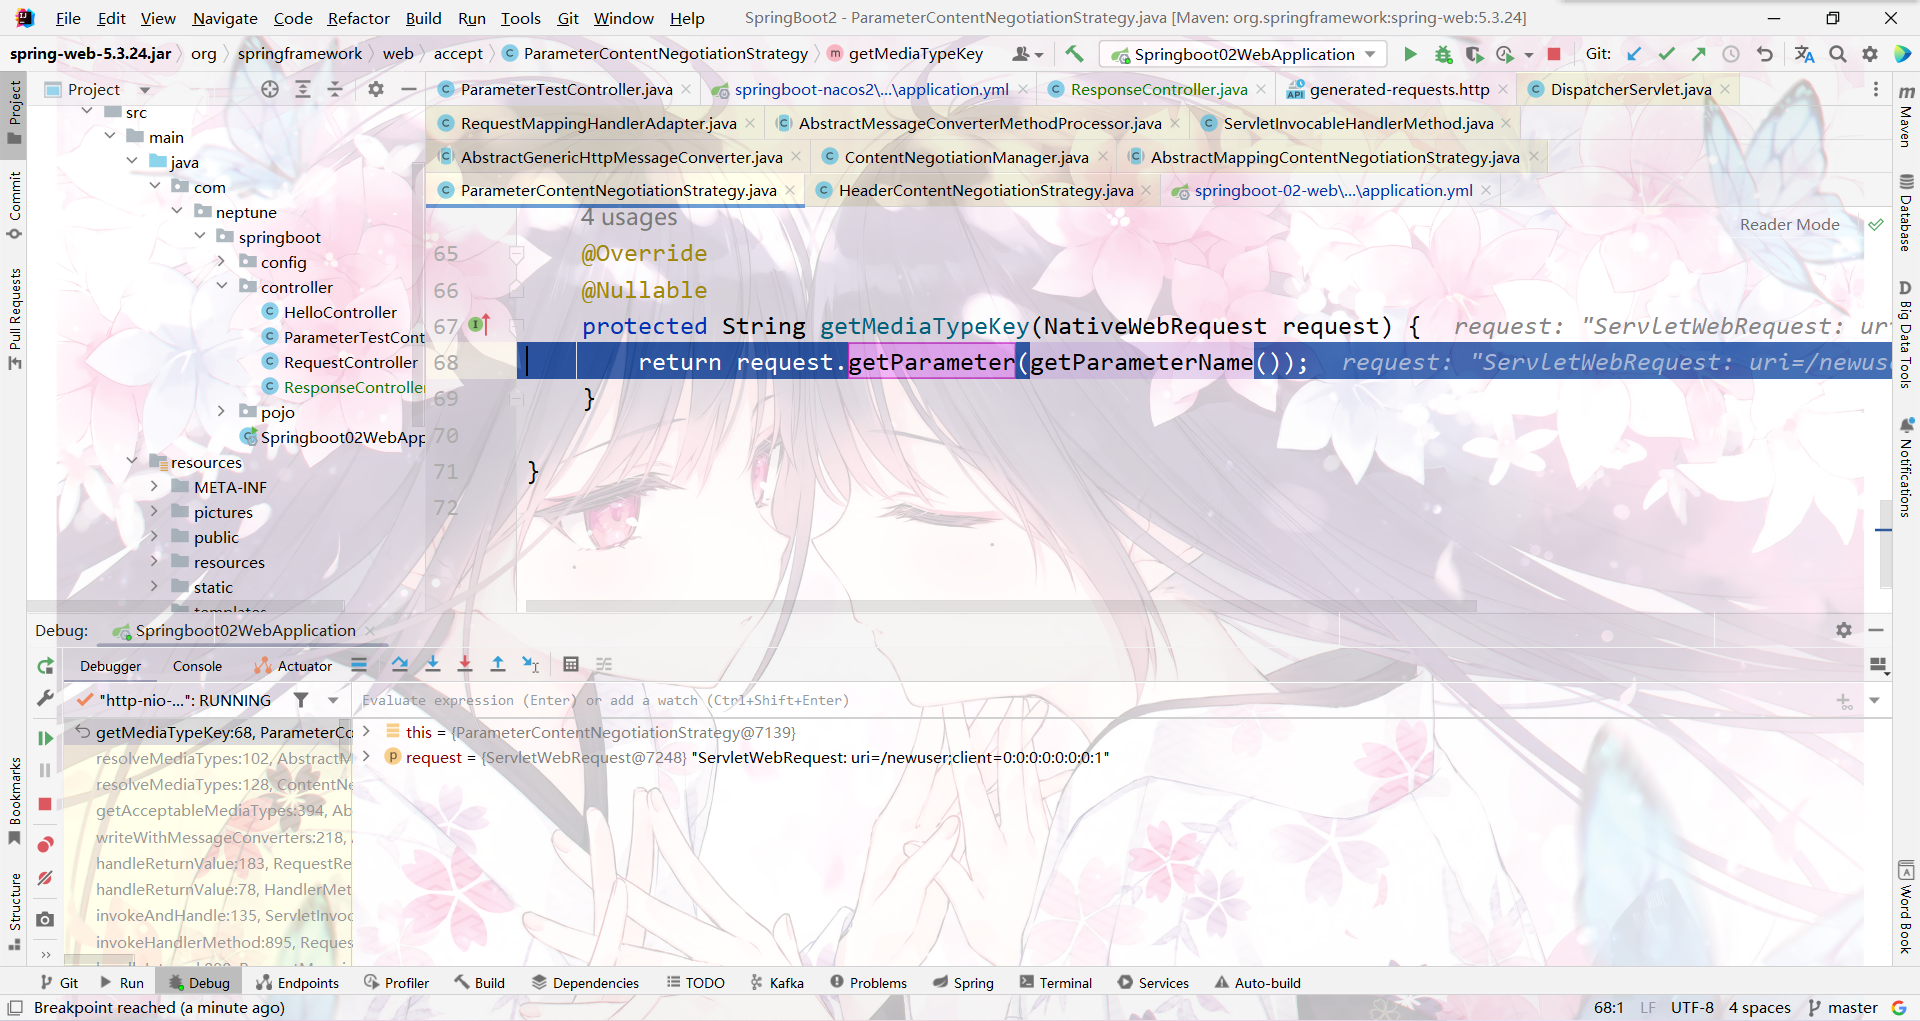 File Edit View Navigate Code Refactor Build Run Tools Git Window Help SpringBoot2 - ParameterContentNegotiationStrategy.java [Maven: org.springframework:spring-web:5.3.24]
spring-web-5.3.24.jar org springframework web accept ParameterContentNegotiationStrategy getMediaTypeKey Springboot02WebApplication Git:
Project
ParameterTestController.java springboot-nacos2\...\application.yml ResponseController.java generated-requests.http DispatcherServlet.java
RequestMappingHandlerAdapter.java AbstractMessageConverterMethodProcessor.java ServletInvocableHandlerMethod.java
AbstractGenericHttpMessageConverter.java ContentNegotiationManager.java AbstractMappingContentNegotiationStrategy.java
ParameterContentNegotiationStrategy.java HeaderContentNegotiationStrategy.java springboot-02-web\...\application.yml
Project
Commit
Pull Requests
Bookmarks
Structure
src
main
java
com
neptune
springboot
config
controller
HelloController
ParameterTestCont
RequestController
ResponseController
pojo
Springboot02WebApp
resources
META-INF
pictures
public
resources
static
templates
4 usages
Reader Mode
65 @Override
66 @Nullable
67 protected String getMediaTypeKey(NativeWebRequest request) { request: "ServletWebRequest: ur
68 return request.getParameter(getParameterName()); request: "ServletWebRequest: uri=/newus
69 }
70
71 }
72
Maven
Database
Big Data Tools
Notifications
Word Book
Debug: Springboot02WebApplication
Debugger Console Actuator
"http-nio-...": RUNNING
Evaluate expression (Enter) or add a watch (Ctrl+Shift+Enter)
getMediaTypeKey:68, ParameterCo
resolveMediaTypes:102, AbstractM
resolveMediaTypes:128, ContentNe
getAcceptableMediaTypes:394, Ab
writeWithMessageConverters:218,
handleReturnValue:183, RequestRe
handleReturnValue:78, HandlerMet
invokeAndHandle:135, ServletInvoc
invokeHandlerMethod:895, Reques
this = {ParameterContentNegotiationStrategy@7139}
request = {ServletWebRequest@7248} "ServletWebRequest: uri=/newuser;client=0:0:0:0:0:0:0:1"
Git Run Debug Endpoints Profiler Build Dependencies TODO Kafka Problems Spring Terminal Services Auto-build
Breakpoint reached (a minute ago) 68:1 LF UTF-8 4 spaces master